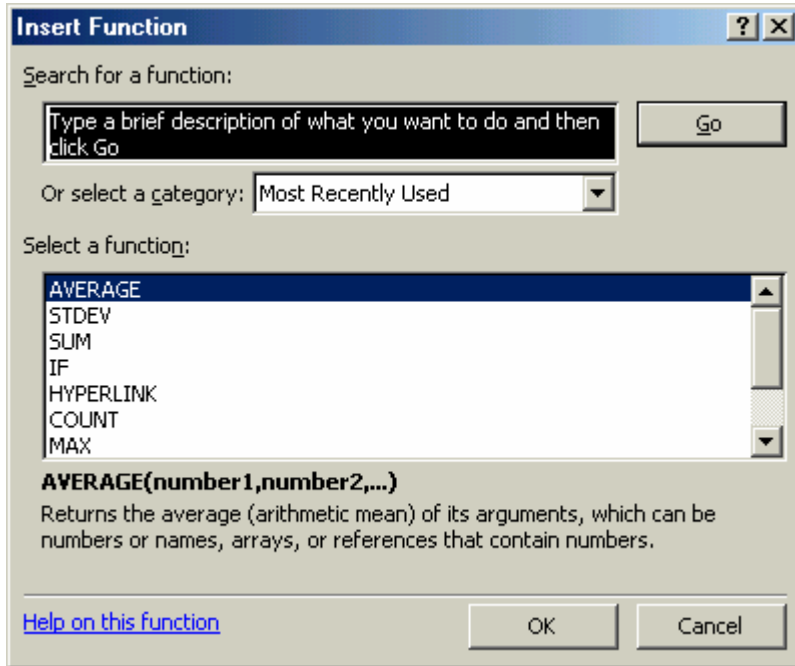 Insert Function
Search for a function:
Type a brief description of what you want to do and then
click Go
Go
Or select a category: Most Recently Used
Select a function:
AVERAGE
STDEV
SUM
IF
HYPERLINK
COUNT
MAX
AVERAGE(number1,number2,...)
Returns the average (arithmetic mean) of its arguments, which can be
numbers or names, arrays, or references that contain numbers.
Help on this function
OK
Cancel